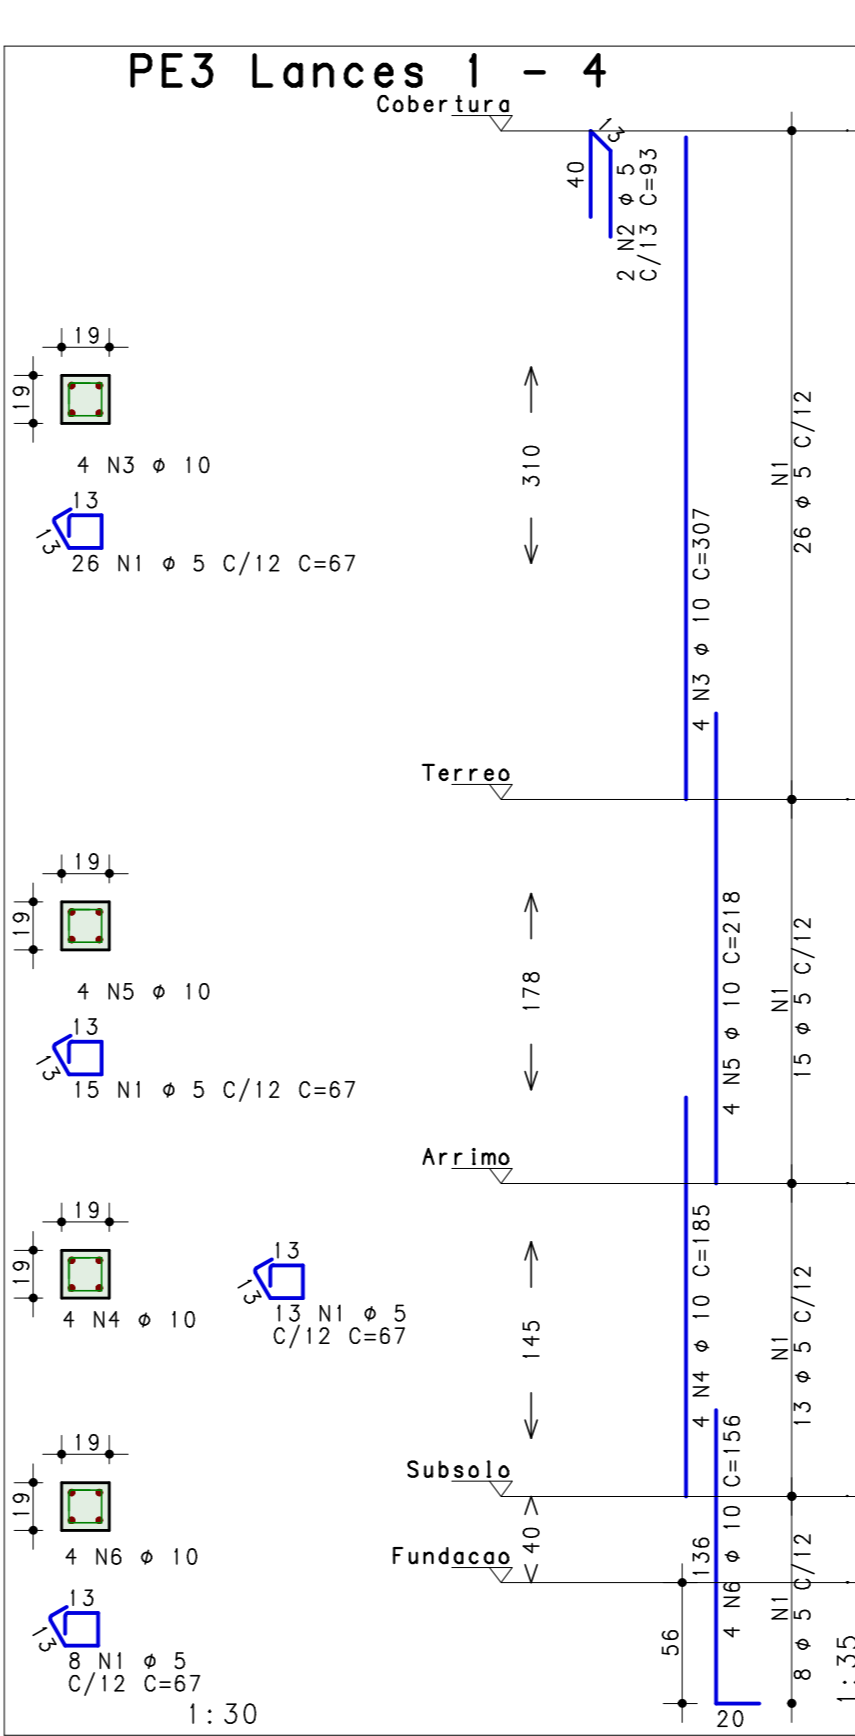 PE3 Lances 1 - 4
Cobertura
13
40
2 N2 ϕ 5
C/13 C=93
19
19
4 N3 ϕ 10
13
13
26 N1 ϕ 5 C/12 C=67
310
4 N3 ϕ 10 C=307
N1
26 ϕ 5 C/12
Terreo
19
19
4 N5 ϕ 10
13
13
15 N1 ϕ 5 C/12 C=67
178
4 N5 ϕ 10 C=218
N1
15 ϕ 5 C/12
Arrimo
19
19
4 N4 ϕ 10
13
13
13 N1 ϕ 5
C/12 C=67
145
4 N4 ϕ 10 C=185
N1
13 ϕ 5 C/12
Subsolo
19
19
4 N6 ϕ 10
40
Fundacao
136
4 N6 ϕ 10 C=156
N1
8 ϕ 5 C/12
13
13
8 N1 ϕ 5
C/12 C=67
56
20
1:30
1:35